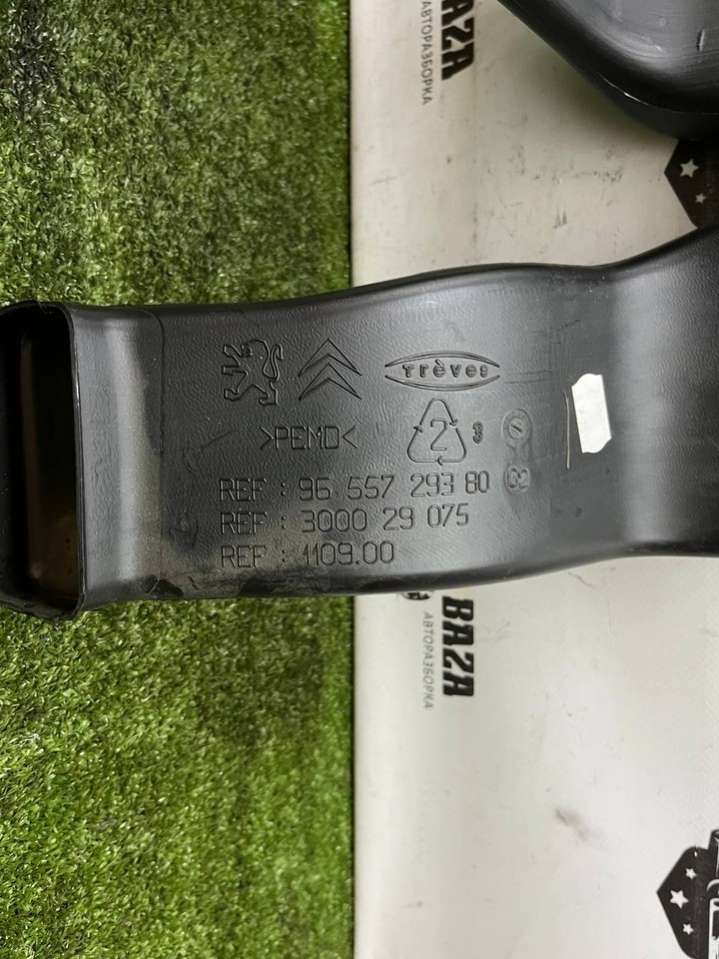 BAZA
АВТОРАЗБОРКА
Trèves
>PEMD<
2
REF : 96 557 293 80
REF : 3000 29 075
REF : 1109.00
BAZA
АВТОРАЗБОРКА